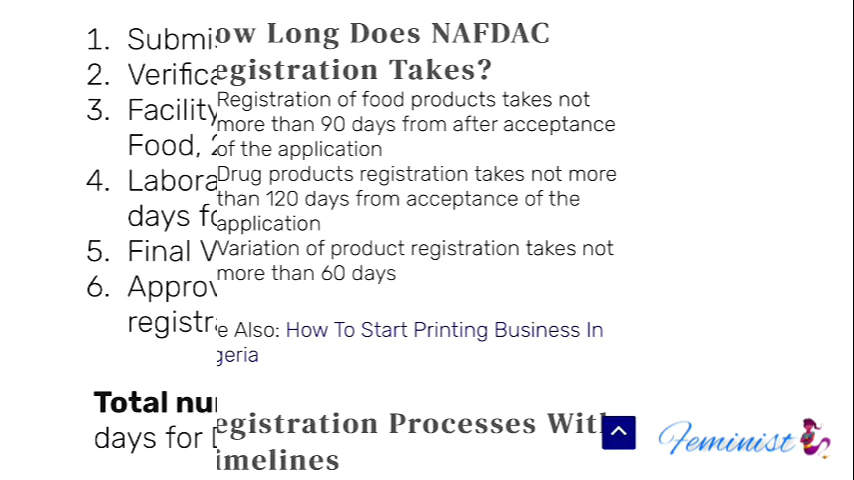 1. Submi
2. Verifica
3. Facility
Food, 2
4. Labora
days fo
5. Final V
6. Approv
registr
Total nu
days for D
ow Long Does NAFDAC
egistration Takes?
Registration of food products takes not
more than 90 days from after acceptance
of the application
Drug products registration takes not more
than 120 days from acceptance of the
application
Variation of product registration takes not
more than 60 days
e Also: How To Start Printing Business In
geria
egistration Processes With
imelines
Feminist